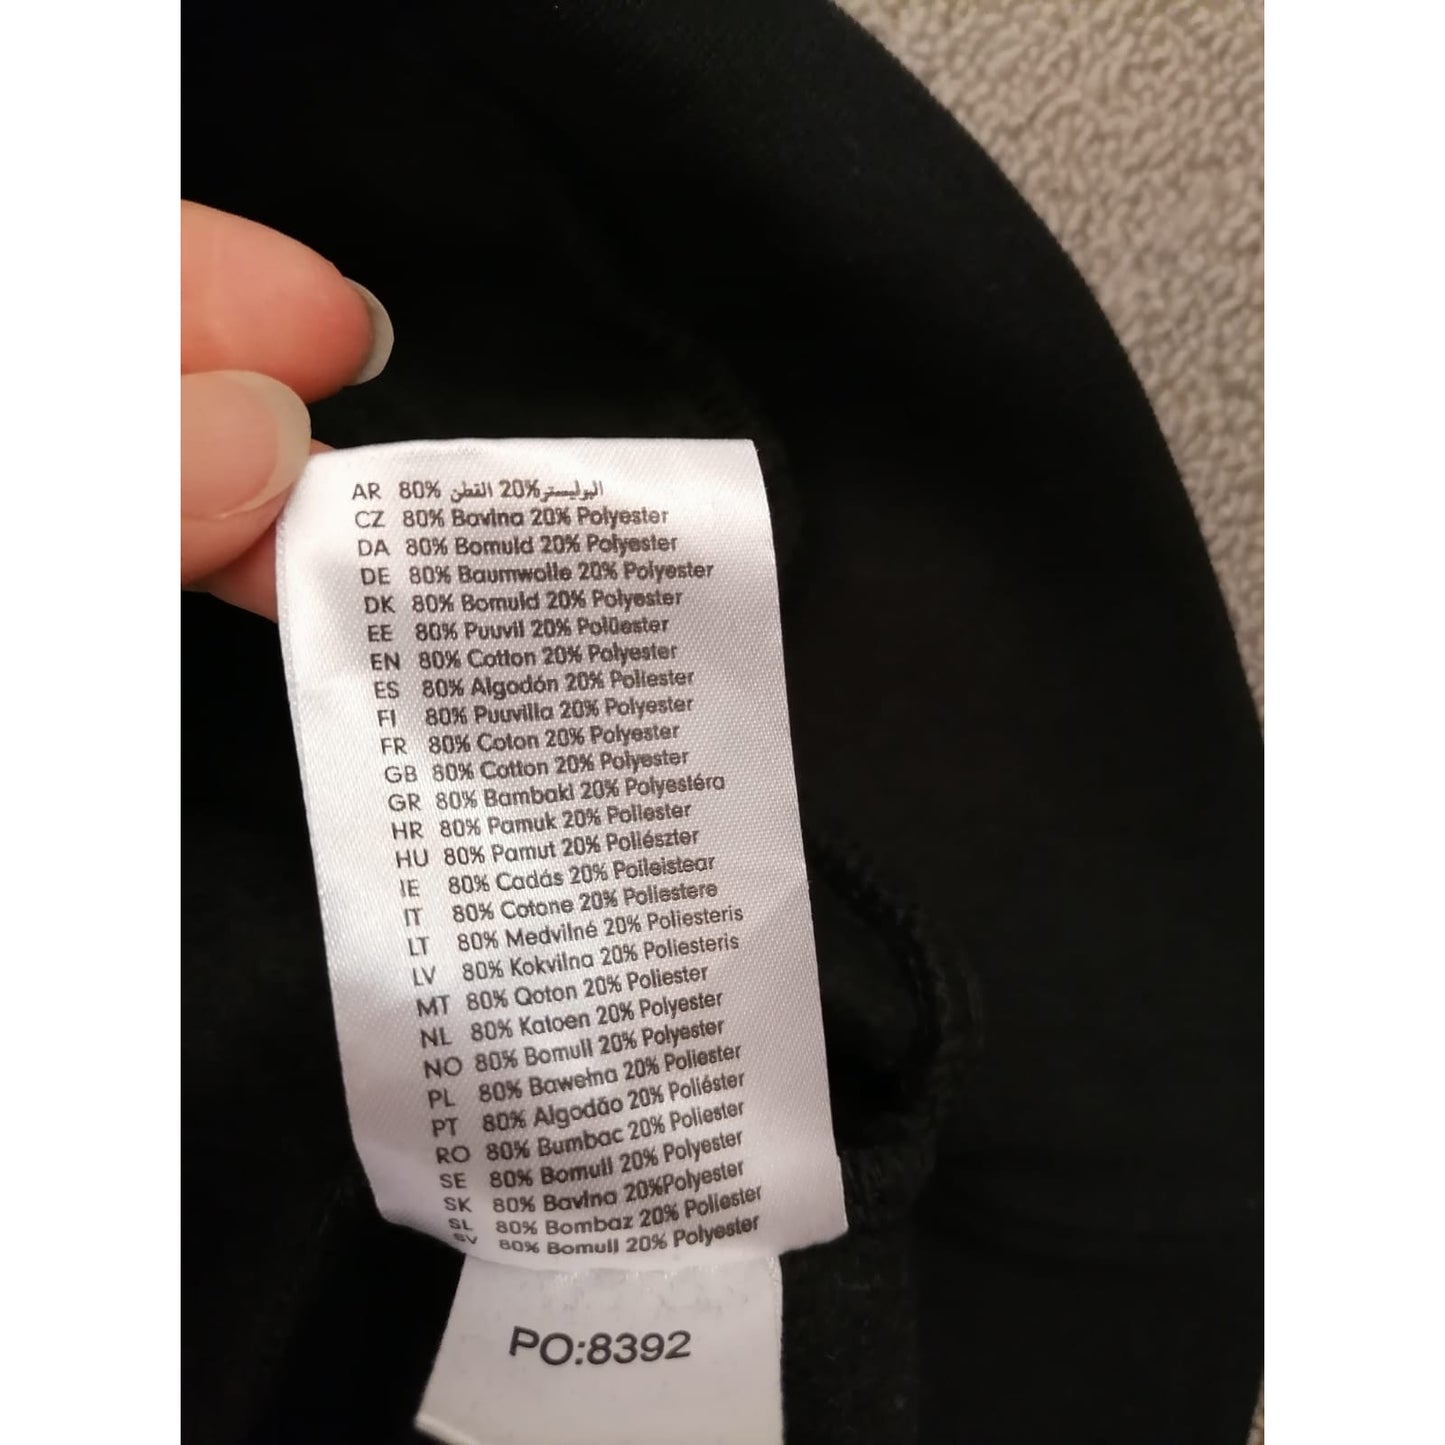 AR 80% القطن 20% البوليستر
CZ 80% Bavlna 20% Polyester
DA 80% Bomuld 20% Polyester
DE 80% Baumwolle 20% Polyester
DK 80% Bomuld 20% Polyester
EE 80% Puuvil 20% Polüester
EN 80% Cotton 20% Polyester
ES 80% Algodón 20% Poliester
FI 80% Puuvilla 20% Polyester
FR 80% Coton 20% Polyester
GB 80% Cotton 20% Polyester
GR 80% Bambaki 20% Polyestéra
HR 80% Pamuk 20% Poliester
HU 80% Pamut 20% Poliészter
IE 80% Cadás 20% Poileistear
IT 80% Cotone 20% Poliestere
LT 80% Medvilné 20% Poliesteris
LV 80% Kokvilna 20% Poliesteris
MT 80% Qoton 20% Poliester
NL 80% Katoen 20% Polyester
NO 80% Bomull 20% Polyester
PL 80% Bawełna 20% Poliester
PT 80% Algodão 20% Poliéster
RO 80% Bumbac 20% Poliester
SE 80% Bomull 20% Polyester
SK 80% Bavlna 20%Polyester
SL 80% Bombaz 20% Poliester
SV 80% Bomull 20% Polyester
PO:8392